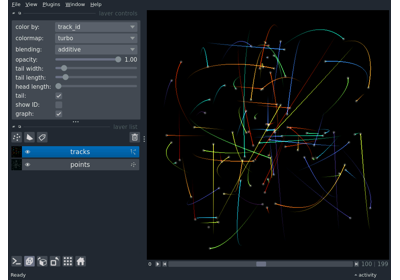 File View Plugins Window Help
layer controls
color by: track_id
colormap: turbo
blending: additive
opacity: 1.00
tail width:
tail length:
head length:
tail:
show ID:
graph:
layer list
tracks
points
100 199
Ready activity